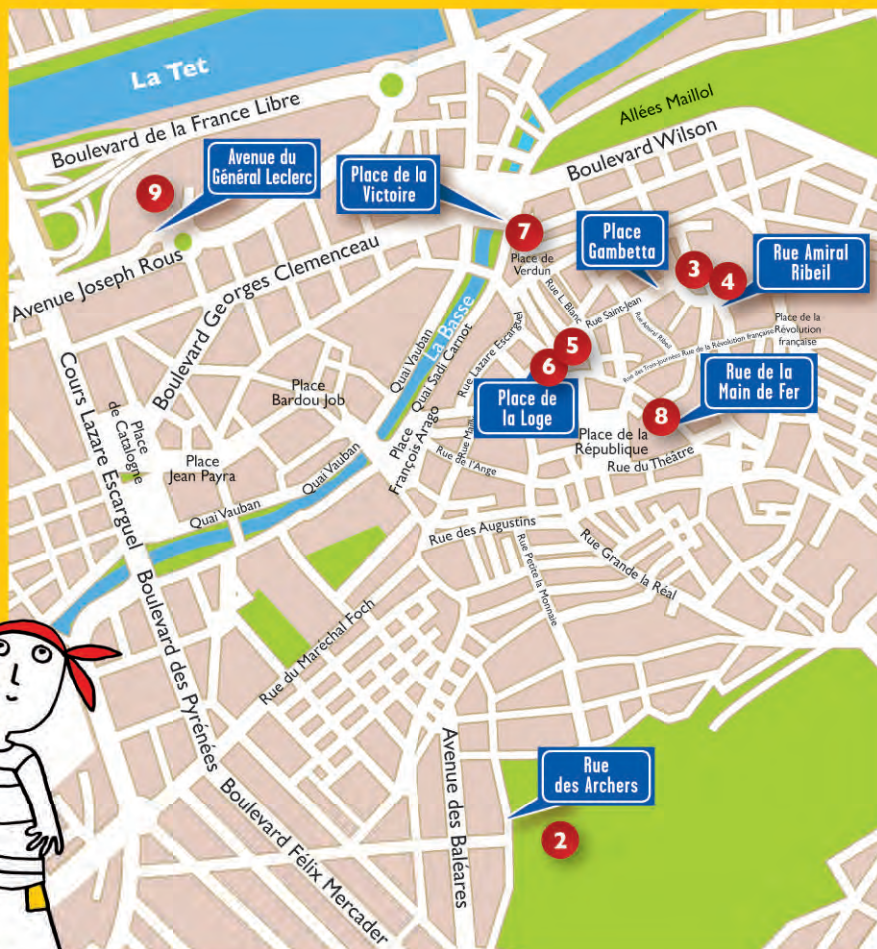 La Tet
Allées Maillol
Boulevard de la France Libre
Boulevard Wilson
Avenue du
Général Leclerc
Place de la
Victoire
9
7
Place
Gambetta
3
4
Rue Amiral
Ribeil
Avenue Joseph Rous
Boulevard Georges Clemenceau
Place de
Verdun
Rue L. Blanc
Rue Saint-Jean
Rue Amiral Ribeil
Place de la
Révolution
française
La Basse
Quai Vauban
Quai Sadi Carnot
Rue Lazare Escarguel
5
6
Rue des Trois-Journées
Rue de la Révolution française
Place de
la Loge
Rue de la
Main de Fer
8
Cours Lazare Escarguel
Place
Bardou Job
Place
de Catalogne
Place
Jean Payra
Place
François Arago
Rue de l'Ange
Place de la
République
Rue du Théâtre
Quai Vauban
Quai Vauban
Rue des Augustins
Rue Petite la Monnaie
Rue Grande la Réal
Boulevard des Pyrénées
Rue du Maréchal Foch
Avenue des Baléares
Boulevard Félix Mercader
Rue
des Archers
2